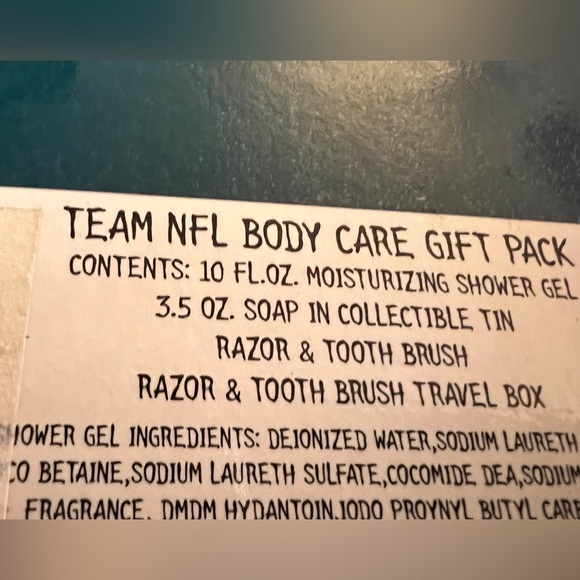 TEAM NFL BODY CARE GIFT PACK
CONTENTS: 10 FL.OZ. MOISTURIZING SHOWER GEL
3.5 OZ. SOAP IN COLLECTIBLE TIN
RAZOR & TOOTH BRUSH
RAZOR & TOOTH BRUSH TRAVEL BOX
SHOWER GEL INGREDIENTS: DEIONIZED WATER,SODIUM LAURETH
CO BETAINE,SODIUM LAURETH SULFATE,COCOMIDE DEA,SODIUM
FRAGRANCE, DMDM HYDANTOIN,IODO PROYNYL BUTYL CARB